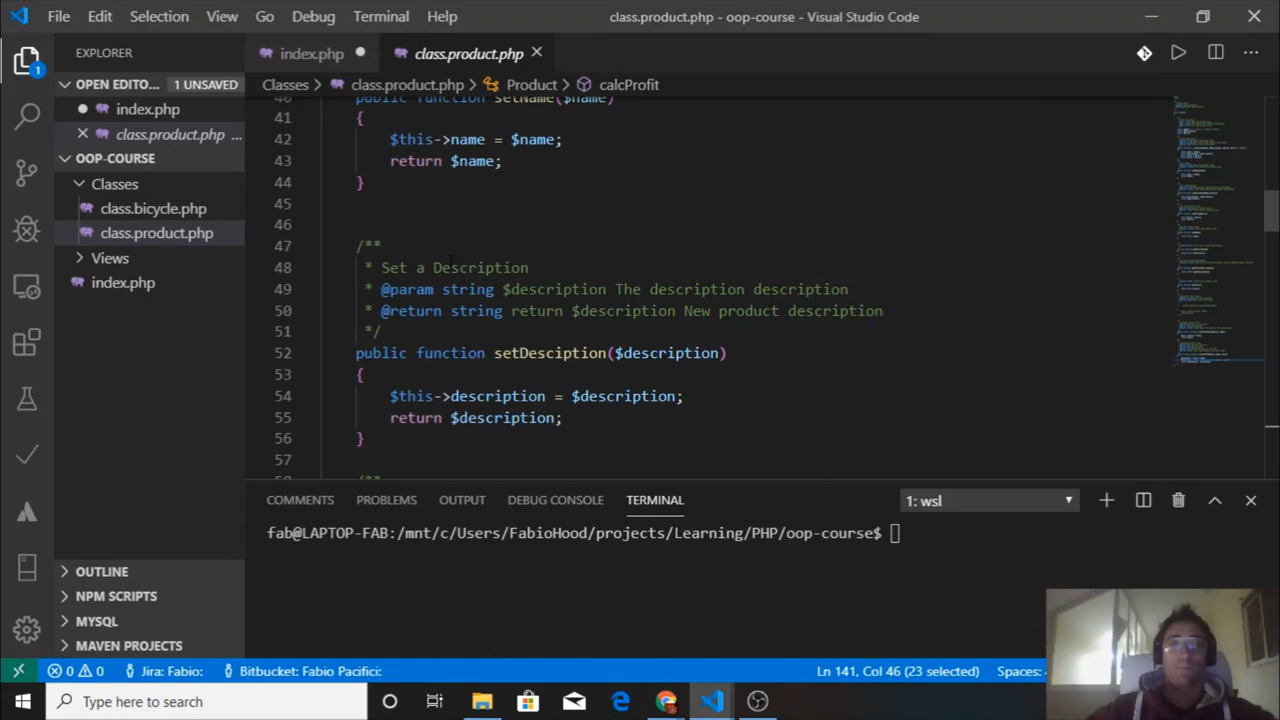 File Edit Selection View Go Debug Terminal Help
class.product.php - oop-course - Visual Studio Code
EXPLORER
index.php
class.product.php
OPEN EDITO... 1 UNSAVED
index.php
class.product.php ...
OOP-COURSE
Classes
class.bicycle.php
class.product.php
Views
index.php
1
Classes > class.product.php > Product > calcProfit
40 public function setName($name)
41 {
42 $this->name = $name;
43 return $name;
44 }
45
46
47 /**
48 * Set a Description
49 * @param string $description The description description
50 * @return string return $description New product description
51 */
52 public function setDesciption($description)
53 {
54 $this->description = $description;
55 return $description;
56 }
57
58 /**
COMMENTS PROBLEMS OUTPUT DEBUG CONSOLE TERMINAL
1: wsl
fab@LAPTOP-FAB:/mnt/c/Users/FabioHood/projects/Learning/PHP/oop-course$
OUTLINE
NPM SCRIPTS
MYSQL
MAVEN PROJECTS
0 0 Jira: Fabio: Bitbucket: Fabio Pacifici:
Ln 141, Col 46 (23 selected) Spaces:
Type here to search